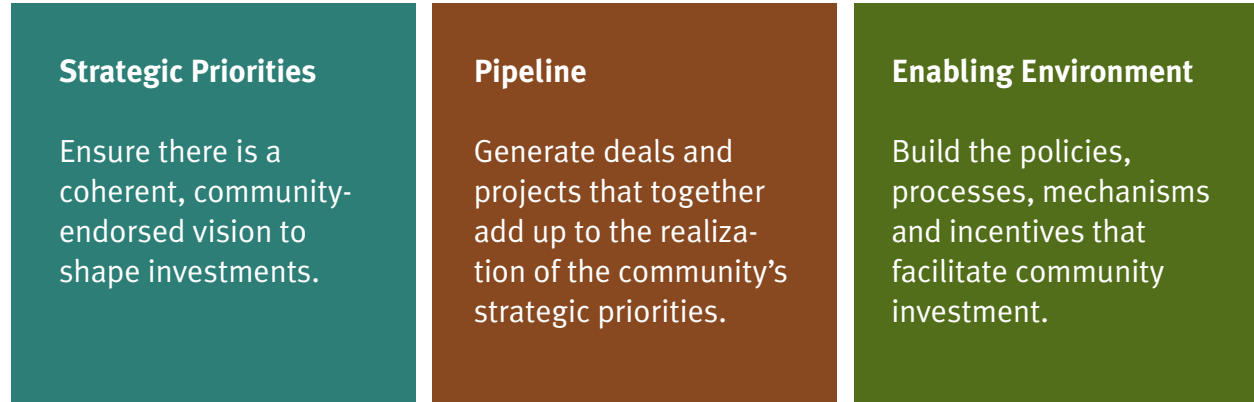 Strategic Priorities
Ensure there is a
coherent, community-
endorsed vision to
shape investments.
Pipeline
Generate deals and
projects that together
add up to the realiza-
tion of the community’s
strategic priorities.
Enabling Environment
Build the policies,
processes, mechanisms
and incentives that
facilitate community
investment.